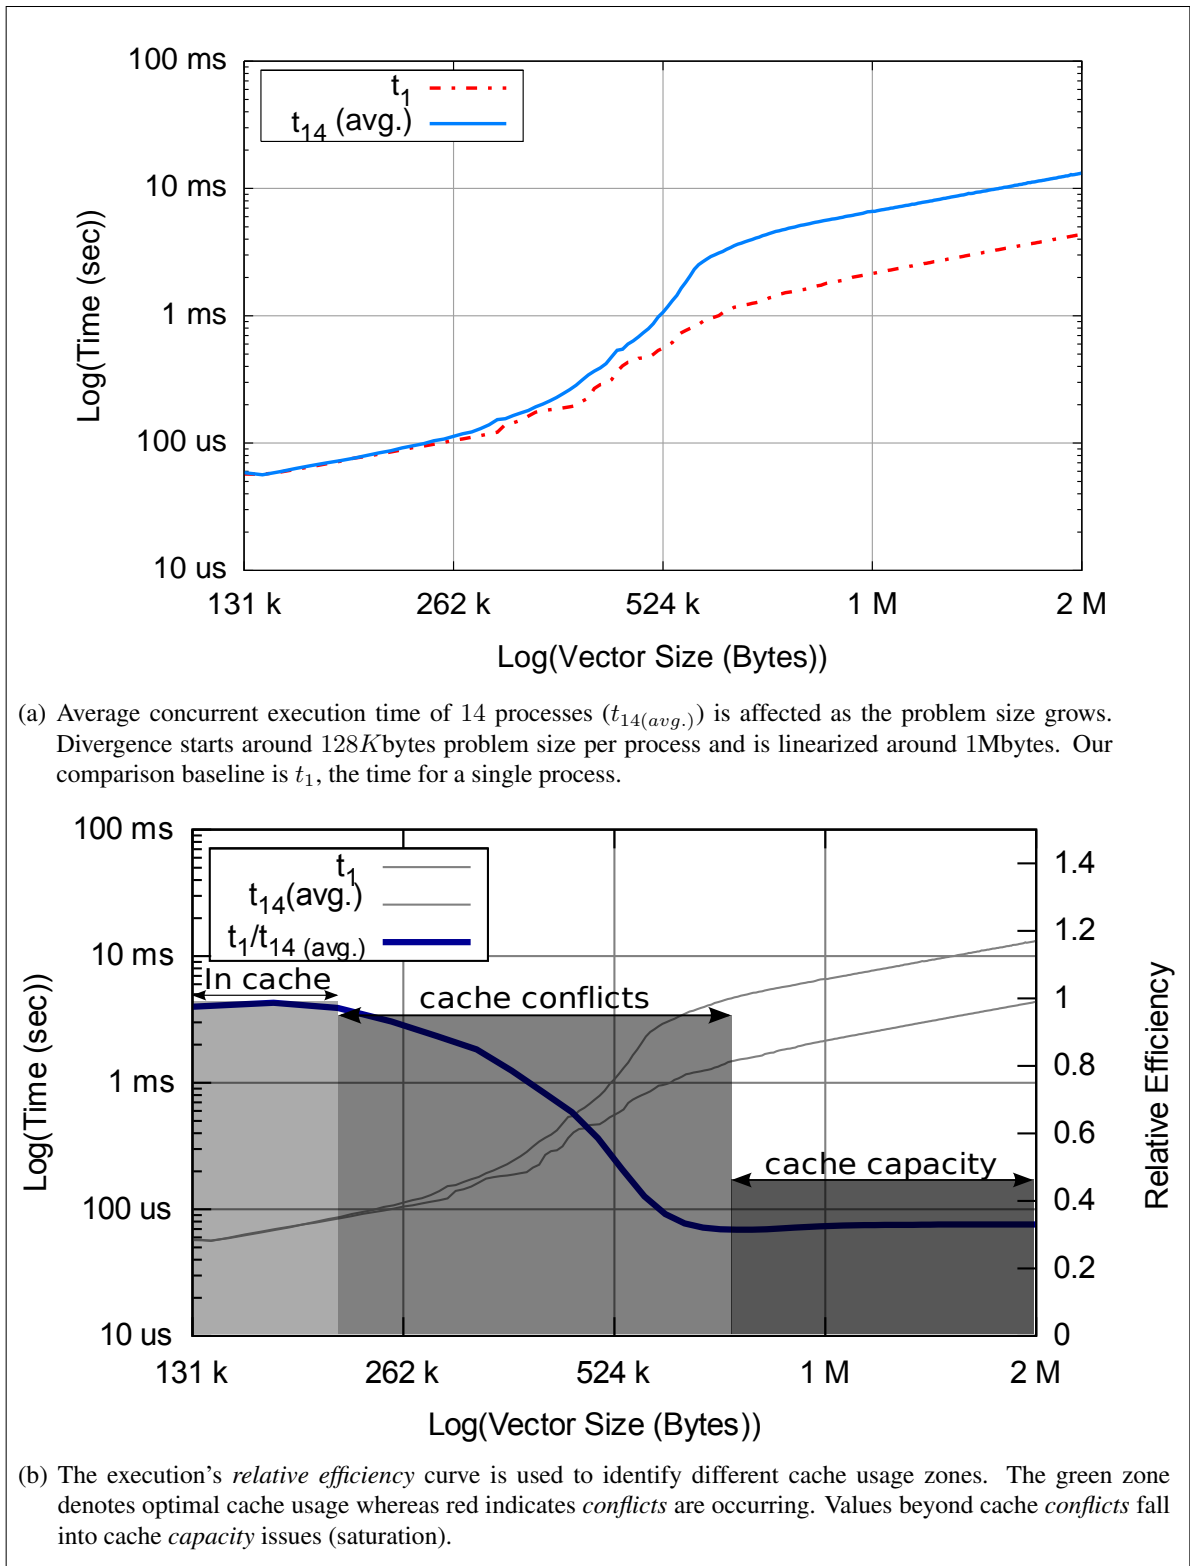 100 ms
10 ms
1 ms
100 us
10 us
Log(Time (sec))
t1
t14 (avg.)
131 k 262 k 524 k 1 M 2 M
Log(Vector Size (Bytes))
(a) Average concurrent execution time of 14 processes (t14(avg.)) is affected as the problem size grows.
Divergence starts around 128Kbytes problem size per process and is linearized around 1Mbytes. Our
comparison baseline is t1, the time for a single process.
100 ms
10 ms
1 ms
100 us
10 us
Log(Time (sec))
t1
t14(avg.)
t1/t14 (avg.)
In cache
cache conflicts
cache capacity
1.4
1.2
1
0.8
0.6
0.4
0.2
0
Relative Efficiency
131 k 262 k 524 k 1 M 2 M
Log(Vector Size (Bytes))
(b) The execution's relative efficiency curve is used to identify different cache usage zones. The green zone
denotes optimal cache usage whereas red indicates conflicts are occurring. Values beyond cache conflicts fall
into cache capacity issues (saturation).